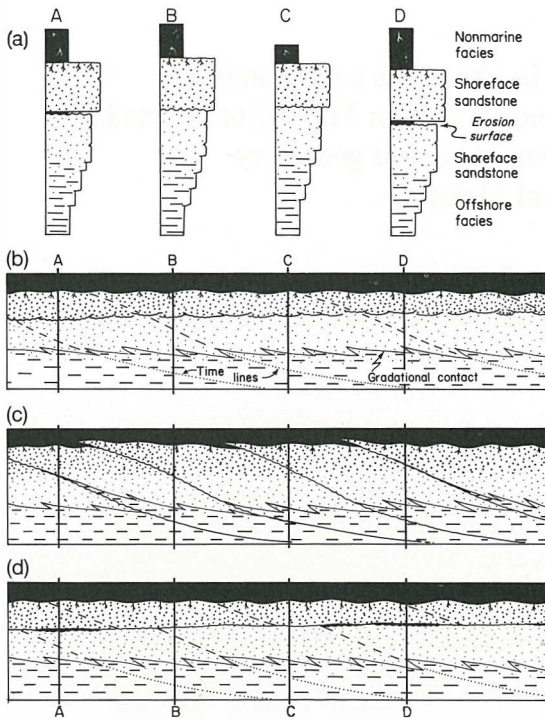 A B C D
(a)
Nonmarine
facies
Shoreface
sandstone
Erosion
surface
Shoreface
sandstone
Offshore
facies
(b)
A B C D
Time lines
Gradational contact
(c)
(d)
A B C D